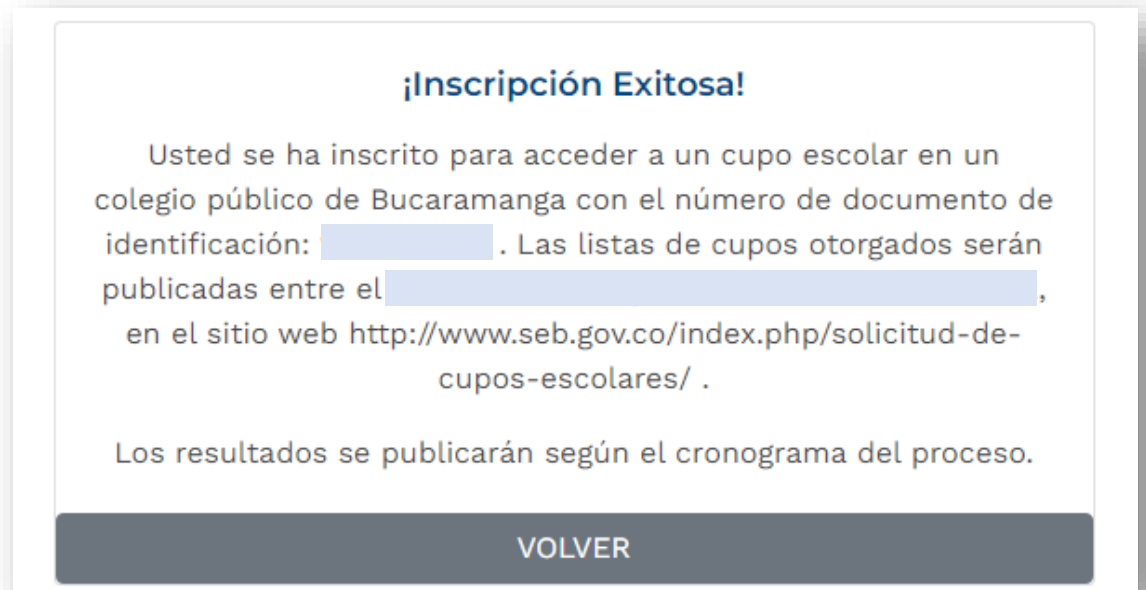 ¡Inscripción Exitosa!
Usted se ha inscrito para acceder a un cupo escolar en un
colegio público de Bucaramanga con el número de documento de
identificación: . Las listas de cupos otorgados serán
publicadas entre el ,
en el sitio web http://www.seb.gov.co/index.php/solicitud-de-
cupos-escolares/ .
Los resultados se publicarán según el cronograma del proceso.
VOLVER